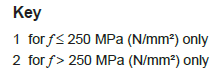 Key
1 for f ≤ 250 MPa (N/mm²) only
2 for f > 250 MPa (N/mm²) only